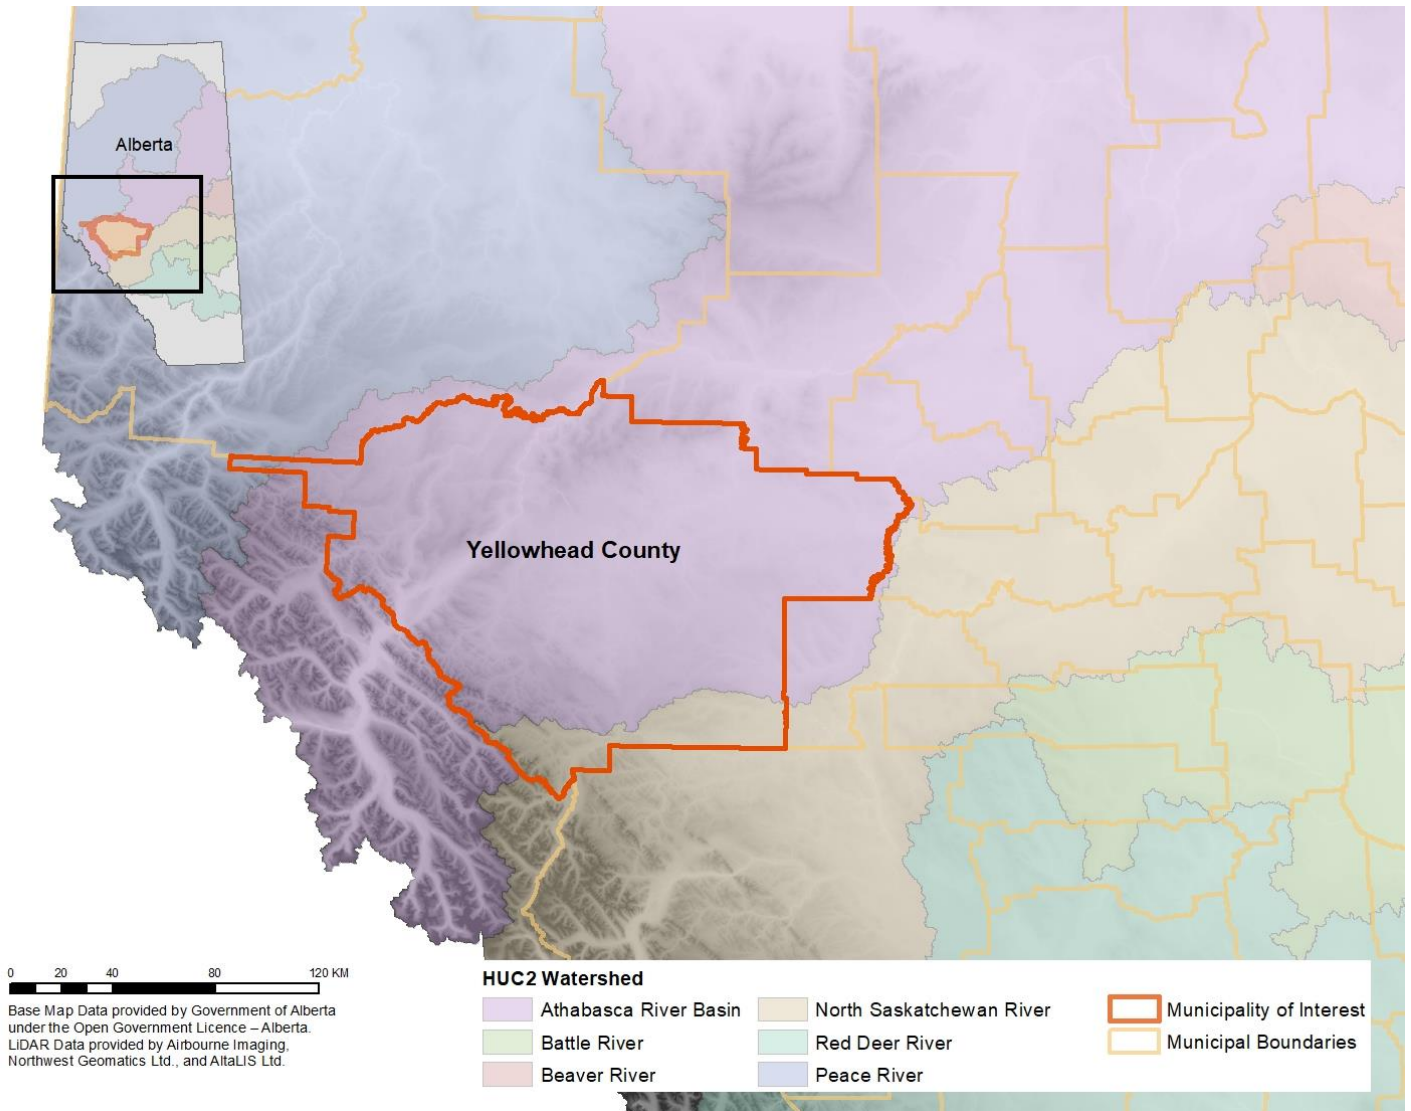 Alberta
Yellowhead County
0 20 40 80 120 KM
Base Map Data provided by Government of Alberta
under the Open Government Licence – Alberta.
LiDAR Data provided by Airbourne Imaging,
Northwest Geomatics Ltd., and AltaLIS Ltd.
HUC2 Watershed
Athabasca River Basin
Battle River
Beaver River
North Saskatchewan River
Red Deer River
Peace River
Municipality of Interest
Municipal Boundaries